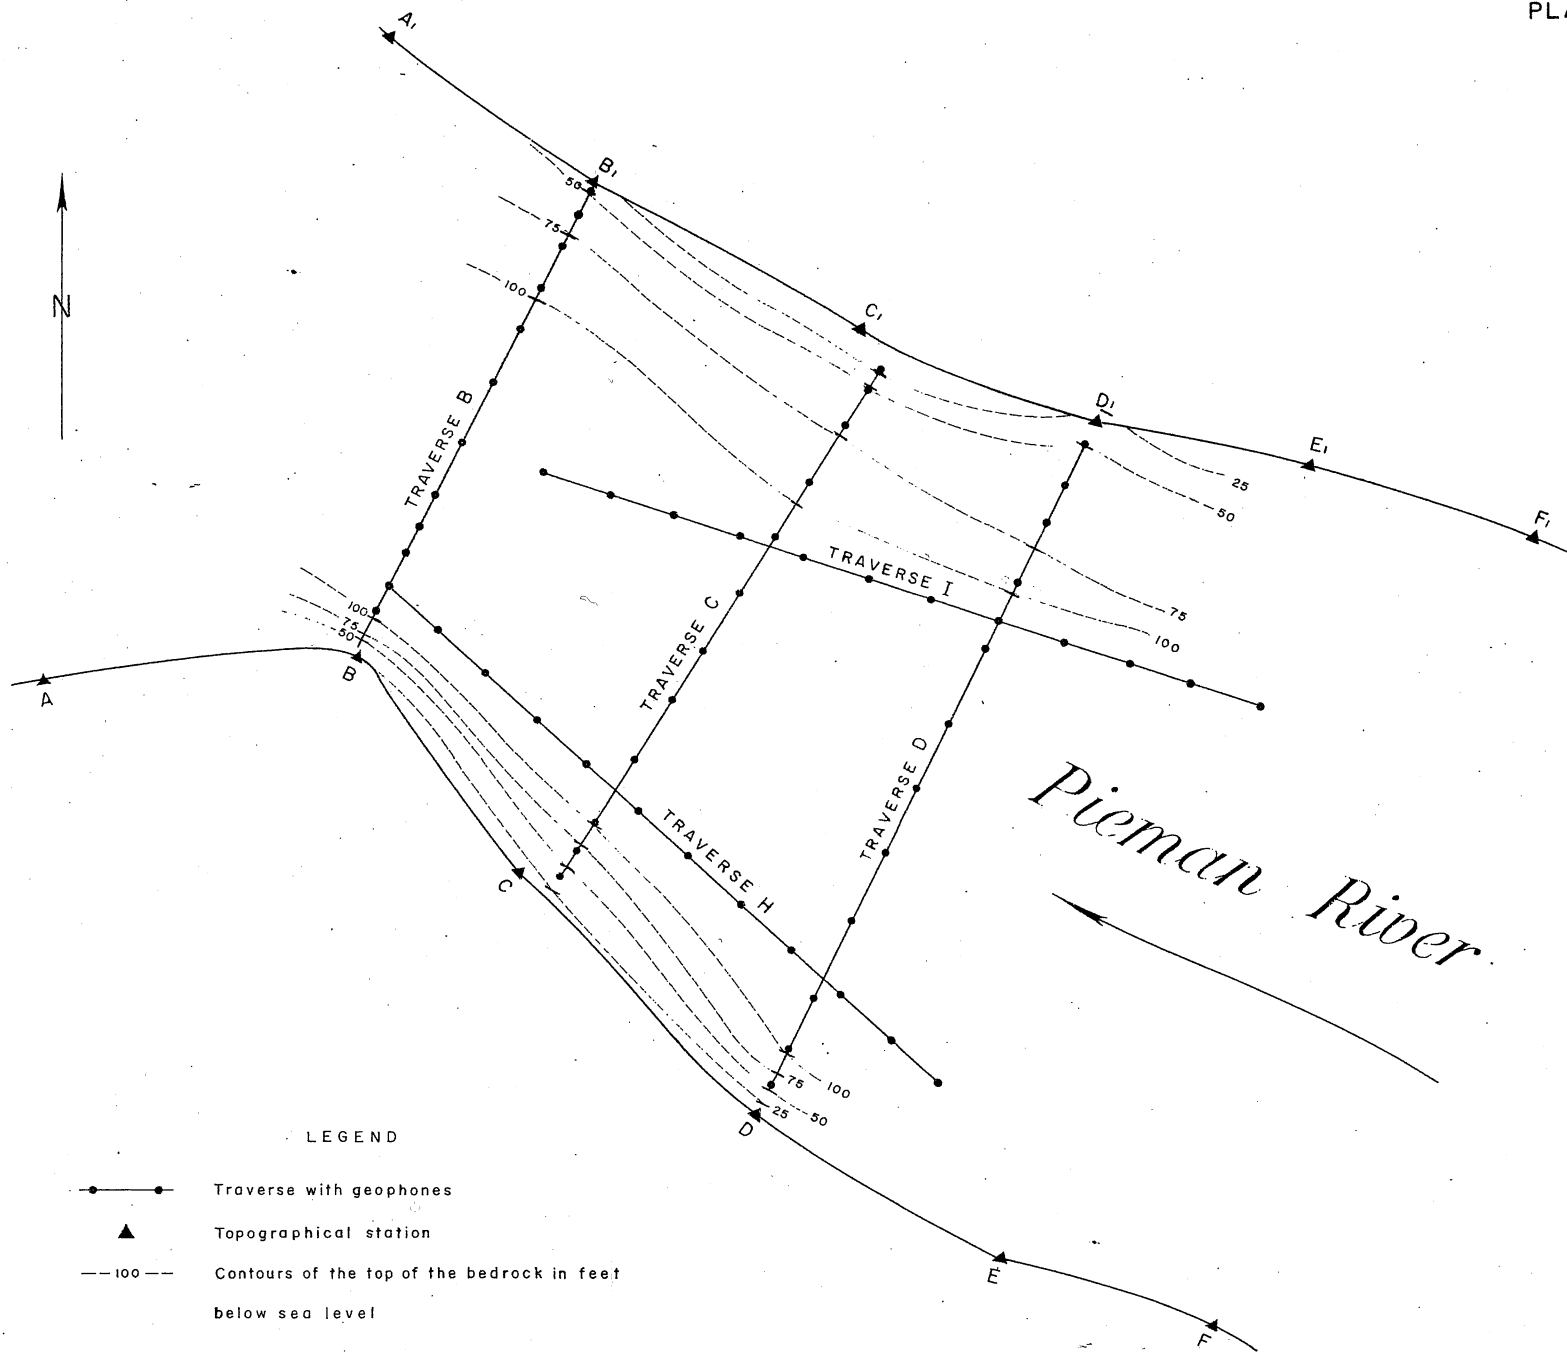 PLA
A₁
B₁
50
75
N
100
C₁
TRAVERSE B
D₁
E₁
25
50
F₁
TRAVERSE I
TRAVERSE C
100
75
50
75
100
A
B
TRAVERSE D
Pieman River
TRAVERSE H
C
75
100
25
50
D
LEGEND
Traverse with geophones
Topographical station
100 Contours of the top of the bedrock in feet
below sea level
E
F